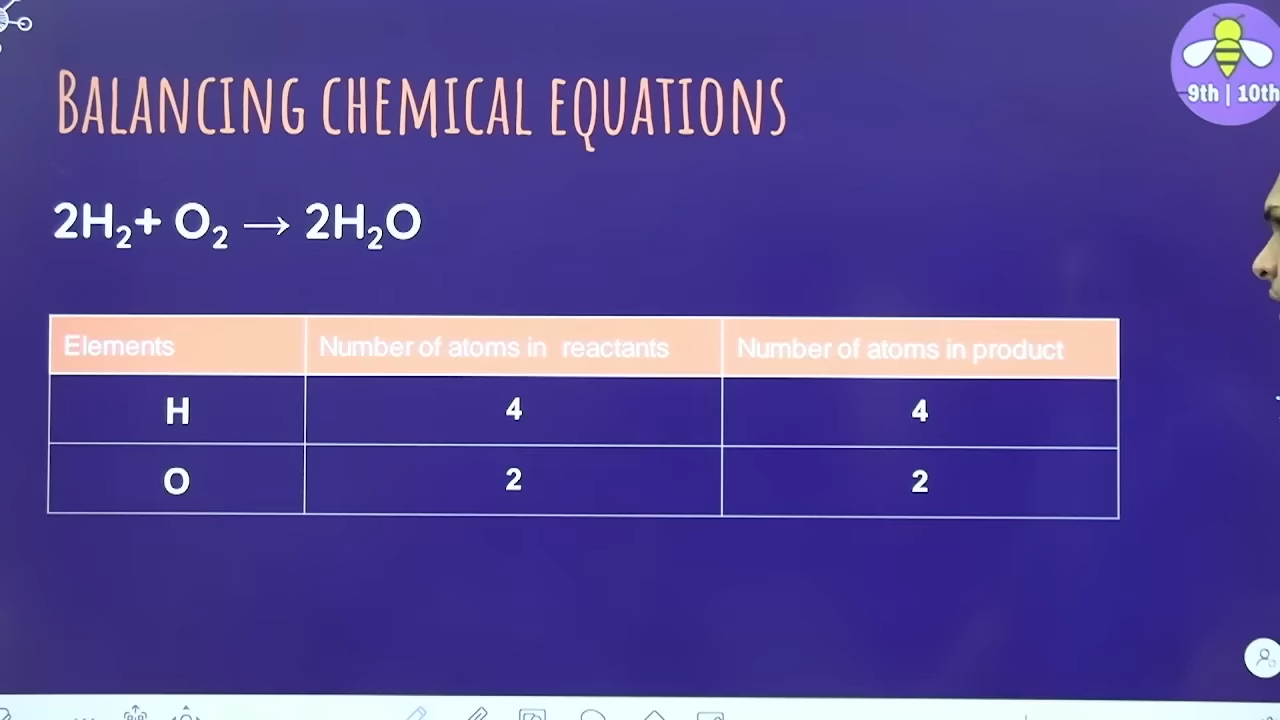 BALANCING CHEMICAL EQUATIONS
9th | 10th
2H₂+ O₂ → 2H₂O
Elements Number of atoms in reactants Number of atoms in product
H 4 4
O 2 2